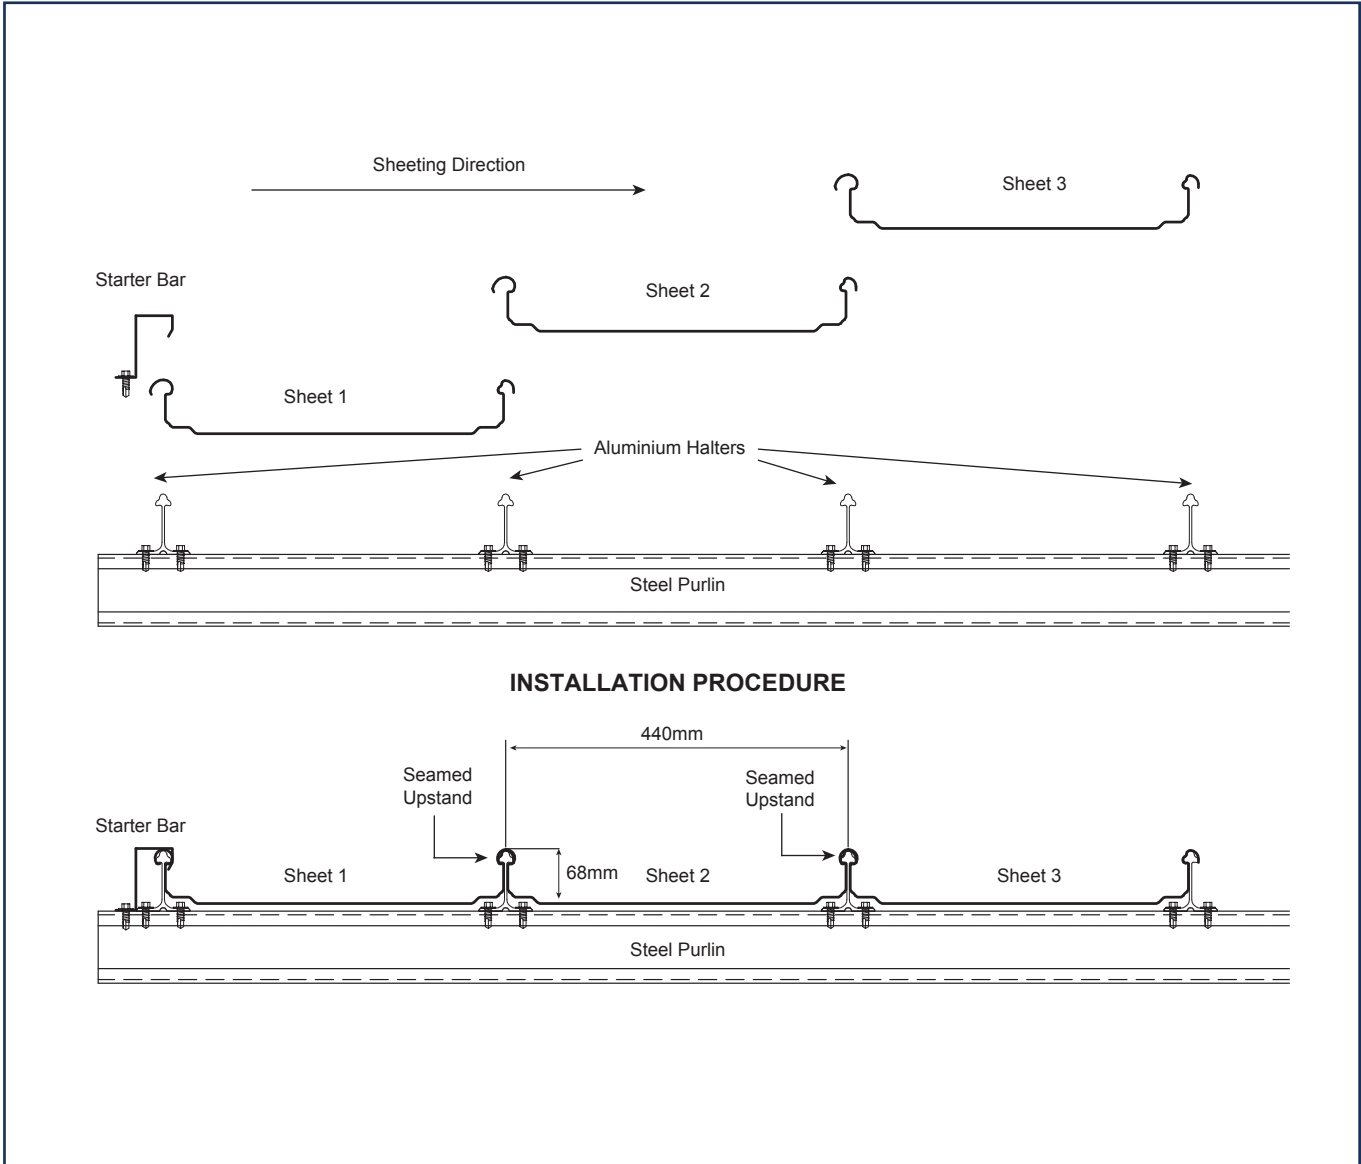 Sheeting Direction
Sheet 3
Starter Bar
Sheet 2
Sheet 1
Aluminium Halters
Steel Purlin
INSTALLATION PROCEDURE
440mm
Seamed
Upstand
Seamed
Upstand
Starter Bar
68mm
Sheet 1
Sheet 2
Sheet 3
Steel Purlin